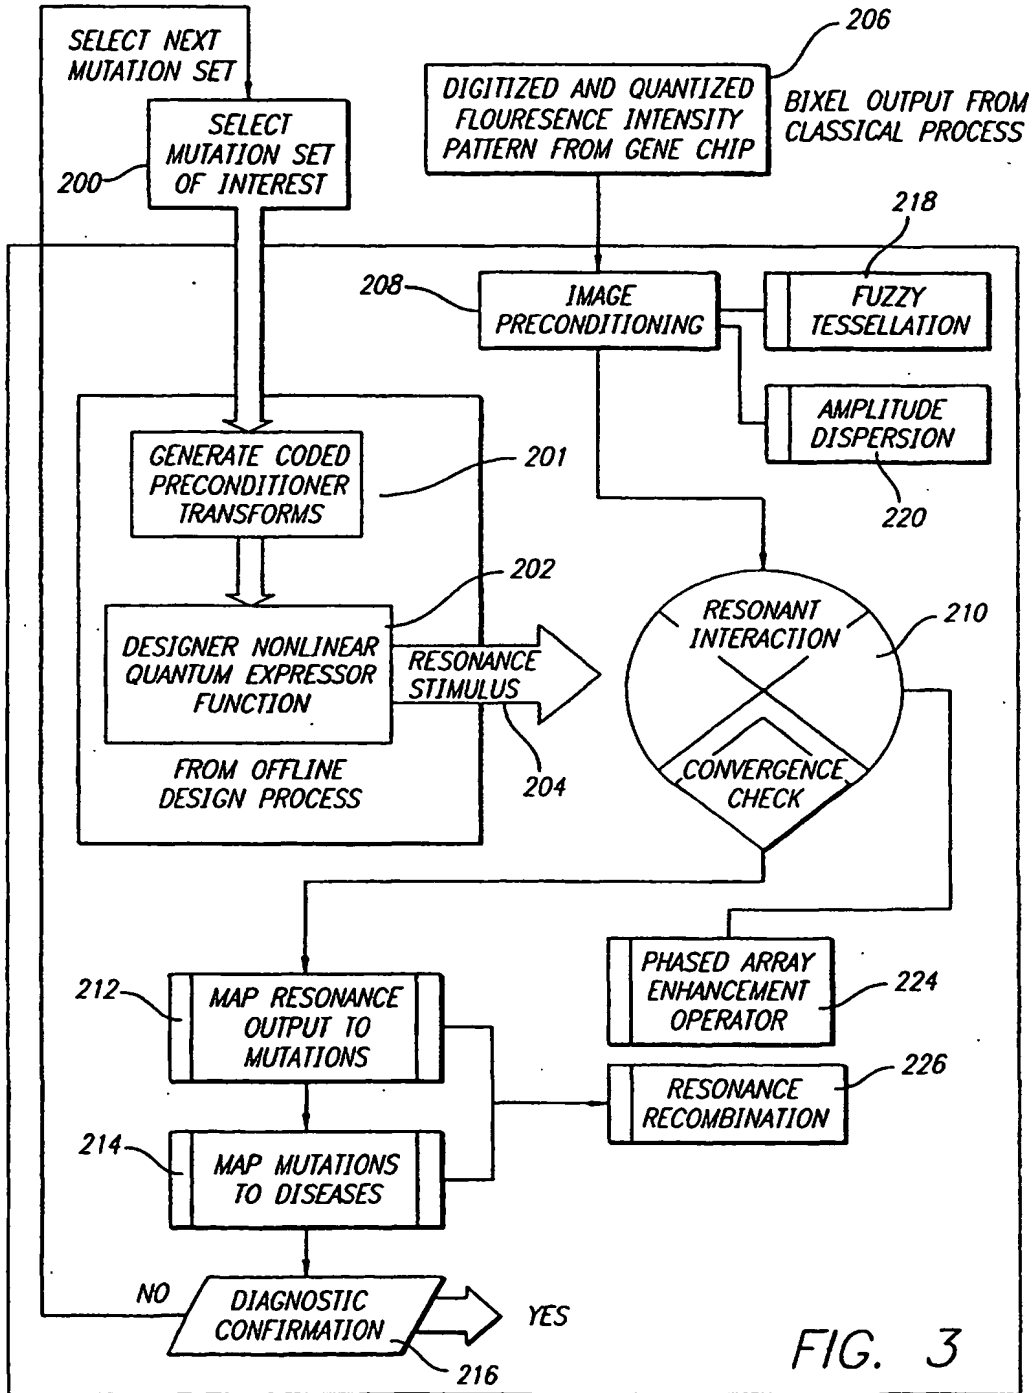 SELECT NEXT
MUTATION SET
SELECT
MUTATION SET
OF INTEREST
200
206
DIGITIZED AND QUANTIZED
FLOURESENCE INTENSITY
PATTERN FROM GENE CHIP
BIXEL OUTPUT FROM
CLASSICAL PROCESS
208
IMAGE
PRECONDITIONING
218
FUZZY
TESSELLATION
AMPLITUDE
DISPERSION
220
GENERATE CODED
PRECONDITIONER
TRANSFORMS
201
202
DESIGNER NONLINEAR
QUANTUM EXPRESSOR
FUNCTION
RESONANCE
STIMULUS
204
FROM OFFLINE
DESIGN PROCESS
RESONANT
INTERACTION
210
CONVERGENCE
CHECK
212
MAP RESONANCE
OUTPUT TO
MUTATIONS
PHASED ARRAY
ENHANCEMENT
OPERATOR
224
RESONANCE
RECOMBINATION
226
214
MAP MUTATIONS
TO DISEASES
NO
DIAGNOSTIC
CONFIRMATION
YES
216
FIG. 3